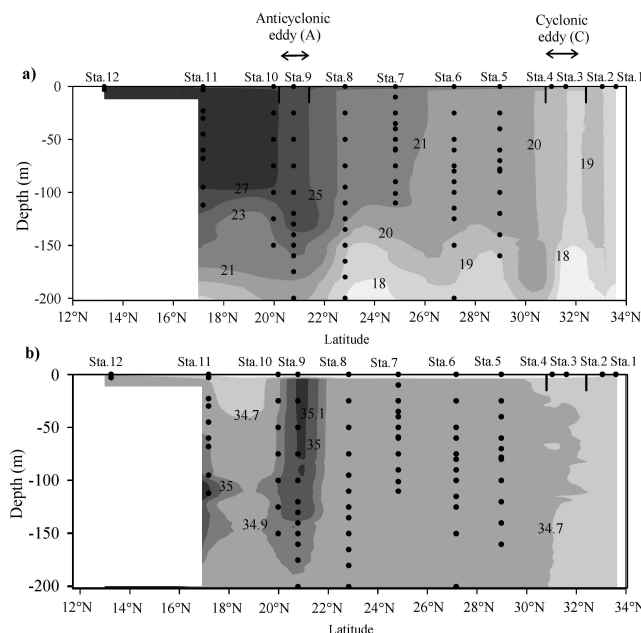 Anticyclonic
eddy (A)
Cyclonic
eddy (C)
a)
Sta.12 Sta.11 Sta.10 Sta.9 Sta.8 Sta.7 Sta.6 Sta.5 Sta.4 Sta.3 Sta.2 Sta.1
0
-50
-100
-150
-200
Depth (m)
27
23
21
25
21
20
20
19
18
20
19
18
12°N 14°N 16°N 18°N 20°N 22°N 24°N 26°N 28°N 30°N 32°N 34°N
Latitude
b)
Sta.12 Sta.11 Sta.10 Sta.9 Sta.8 Sta.7 Sta.6 Sta.5 Sta.4 Sta.3 Sta.2 Sta.1
0
-50
-100
-150
-200
Depth (m)
34.7
35.1
35
35
34.9
34.7
12°N 14°N 16°N 18°N 20°N 22°N 24°N 26°N 28°N 30°N 32°N 34°N
Latitude